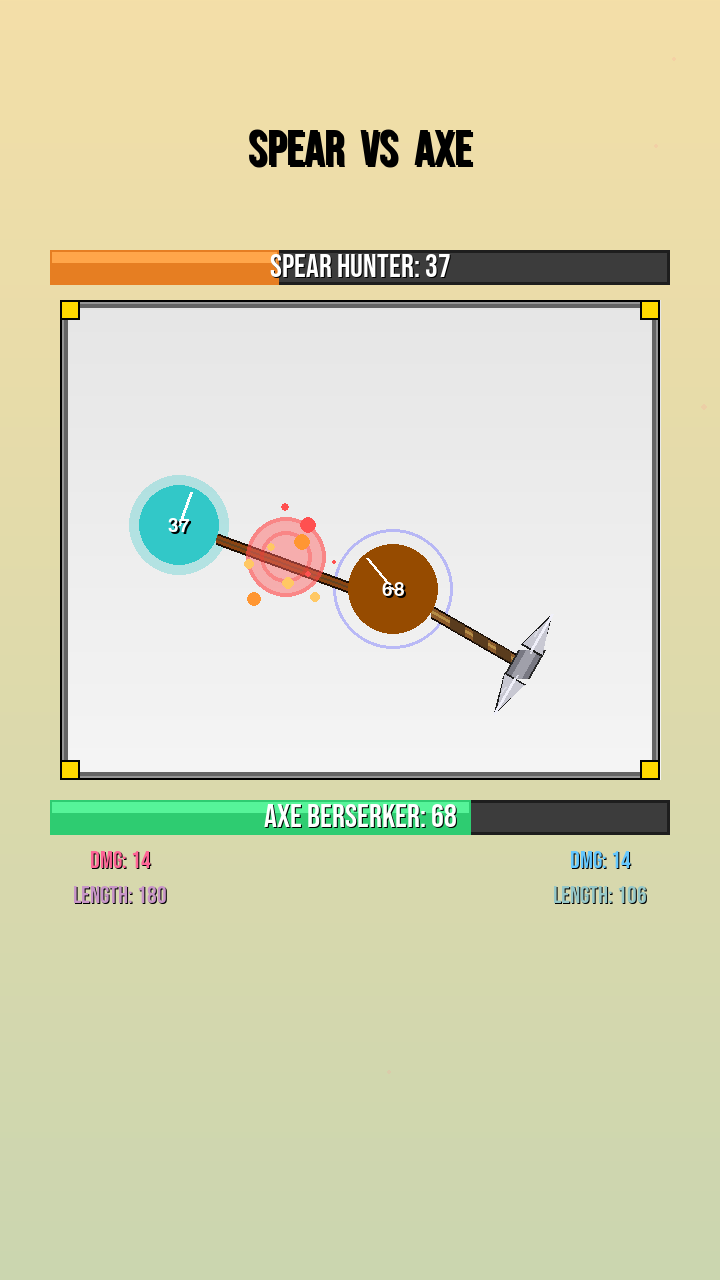 SPEAR VS AXE
SPEAR HUNTER: 37
37
68
AXE BERSERKER: 68
DMG: 14
DMG: 14
LENGTH: 180
LENGTH: 106